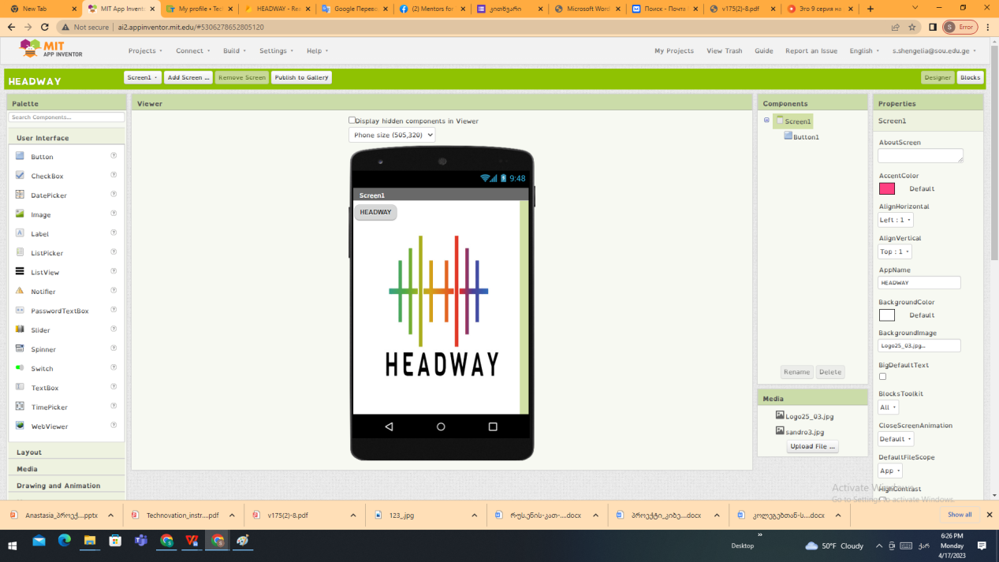 New Tab
MIT App Invent
My profile • Tec
HEADWAY - Rea
Google Перево
(2) Mentors for
კითხვარი
Microsoft Word
Поиск - Почта
v175(2)-8.pdf
Эго 9 серия на
Not secure | ai2.appinventor.mit.edu/#5306278652805120
S Error
MIT
APP INVENTOR
Projects
Connect
Build
Settings
Help
My Projects
View Trash
Guide
Report an Issue
English
s.shengelia@sou.edu.ge
HEADWAY
Screen1
Add Screen ...
Remove Screen
Publish to Gallery
Designer
Blocks
Palette
Search Components...
User Interface
Button
CheckBox
DatePicker
Image
Label
ListPicker
ListView
Notifier
PasswordTextBox
Slider
Spinner
Switch
TextBox
TimePicker
WebViewer
Layout
Media
Drawing and Animation
Viewer
Display hidden components in Viewer
Phone size (505,320)
9:48
Screen1
HEADWAY
HEADWAY
Components
Screen1
Button1
Rename
Delete
Media
Logo25_03.jpg
sandro3.jpg
Upload File ...
Properties
Screen1
AboutScreen
AccentColor
Default
AlignHorizontal
Left : 1
AlignVertical
Top : 1
AppName
HEADWAY
BackgroundColor
Default
BackgroundImage
Logo25_03.jpg...
BigDefaultText
BlocksToolkit
All
CloseScreenAnimation
Default
DefaultFileScope
App
HighContrast
Activate Windows
Go to Settings to activate Windows.
Anastasia_პროექ....pptx
Technovation_instr....pdf
v175(2)-8.pdf
123_.jpg
რ-უს.ენის-კათ-....docx
პროექტი_კიბე....docx
კოლეგებთან-ს....docx
Show all
Desktop
50°F Cloudy
ქარ
6:26 PM
Monday
4/17/2023